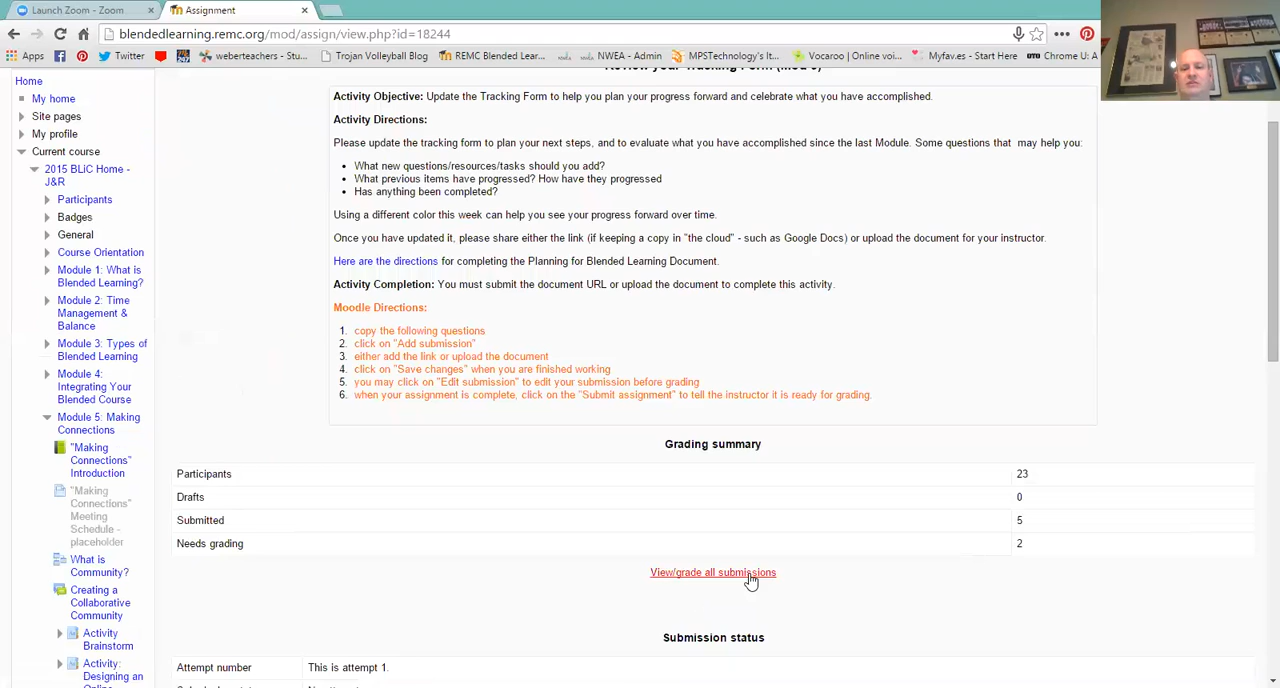 Launch Zoom - Zoom
Assignment
blendedlearning.remc.org/mod/assign/view.php?id=18244
Apps
Twitter
weberteachers - Stu...
Trojan Volleyball Blog
REMC Blended Lear...
NWEA - Admin
MPSTechnology's It...
Vocaroo | Online voi...
Myfav.es - Start Here
Chrome U: A
Home
My home
Site pages
My profile
Current course
2015 BLiC Home -
J&R
Participants
Badges
General
Course Orientation
Module 1: What is
Blended Learning?
Module 2: Time
Management &
Balance
Module 3: Types of
Blended Learning
Module 4:
Integrating Your
Blended Course
Module 5: Making
Connections
"Making
Connections"
Introduction
"Making
Connections"
Meeting
Schedule -
placeholder
What is
Community?
Creating a
Collaborative
Community
Activity
Brainstorm
Activity:
Designing an
Activity Objective: Update the Tracking Form to help you plan your progress forward and celebrate what you have accomplished.
Activity Directions:
Please update the tracking form to plan your next steps, and to evaluate what you have accomplished since the last Module. Some questions that may help you:
• What new questions/resources/tasks should you add?
• What previous items have progressed? How have they progressed
• Has anything been completed?
Using a different color this week can help you see your progress forward over time.
Once you have updated it, please share either the link (if keeping a copy in "the cloud" - such as Google Docs) or upload the document for your instructor.
Here are the directions for completing the Planning for Blended Learning Document.
Activity Completion: You must submit the document URL or upload the document to complete this activity.
Moodle Directions:
1. copy the following questions
2. click on "Add submission"
3. either add the link or upload the document
4. click on "Save changes" when you are finished working
5. you may click on "Edit submission" to edit your submission before grading
6. when your assignment is complete, click on the "Submit assignment" to tell the instructor it is ready for grading.
Grading summary
Participants 23
Drafts 0
Submitted 5
Needs grading 2
View/grade all submissions
Submission status
Attempt number This is attempt 1.